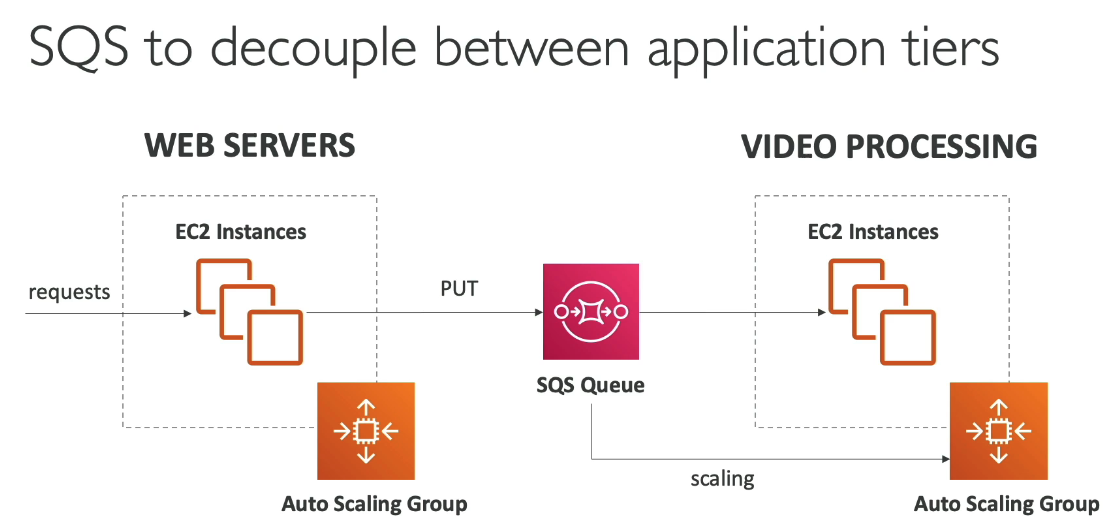 SQS to decouple between application tiers
WEB SERVERS
VIDEO PROCESSING
EC2 Instances
EC2 Instances
requests
PUT
SQS Queue
scaling
Auto Scaling Group
Auto Scaling Group